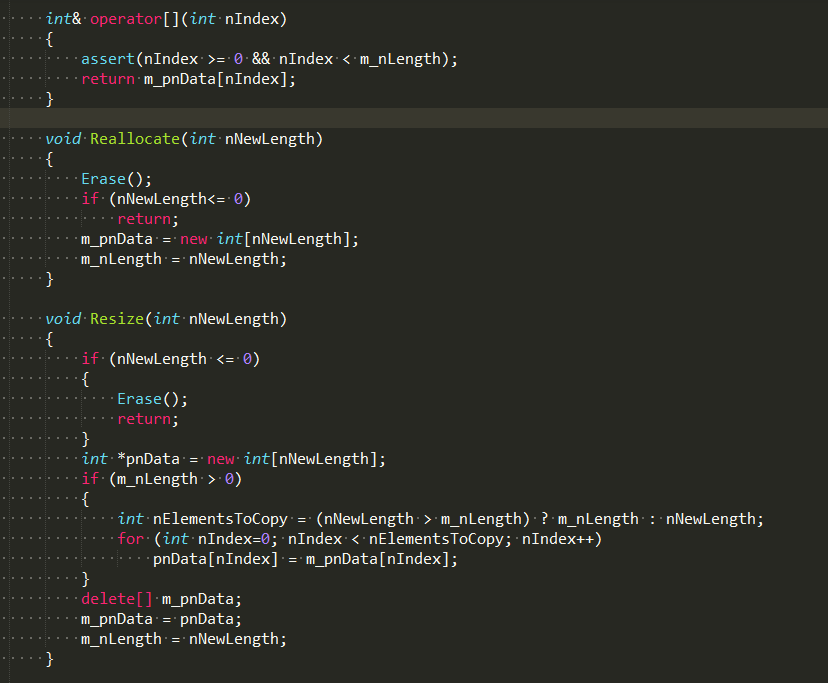 int& operator[](int nIndex)
{
assert(nIndex >= 0 && nIndex < m_nLength);
return m_pnData[nIndex];
}
void Reallocate(int nNewLength)
{
Erase();
if (nNewLength<= 0)
return;
m_pnData = new int[nNewLength];
m_nLength = nNewLength;
}
void Resize(int nNewLength)
{
if (nNewLength <= 0)
{
Erase();
return;
}
int *pnData = new int[nNewLength];
if (m_nLength > 0)
{
int nElementsToCopy = (nNewLength > m_nLength) ? m_nLength : nNewLength;
for (int nIndex=0; nIndex < nElementsToCopy; nIndex++)
pnData[nIndex] = m_pnData[nIndex];
}
delete[] m_pnData;
m_pnData = pnData;
m_nLength = nNewLength;
}